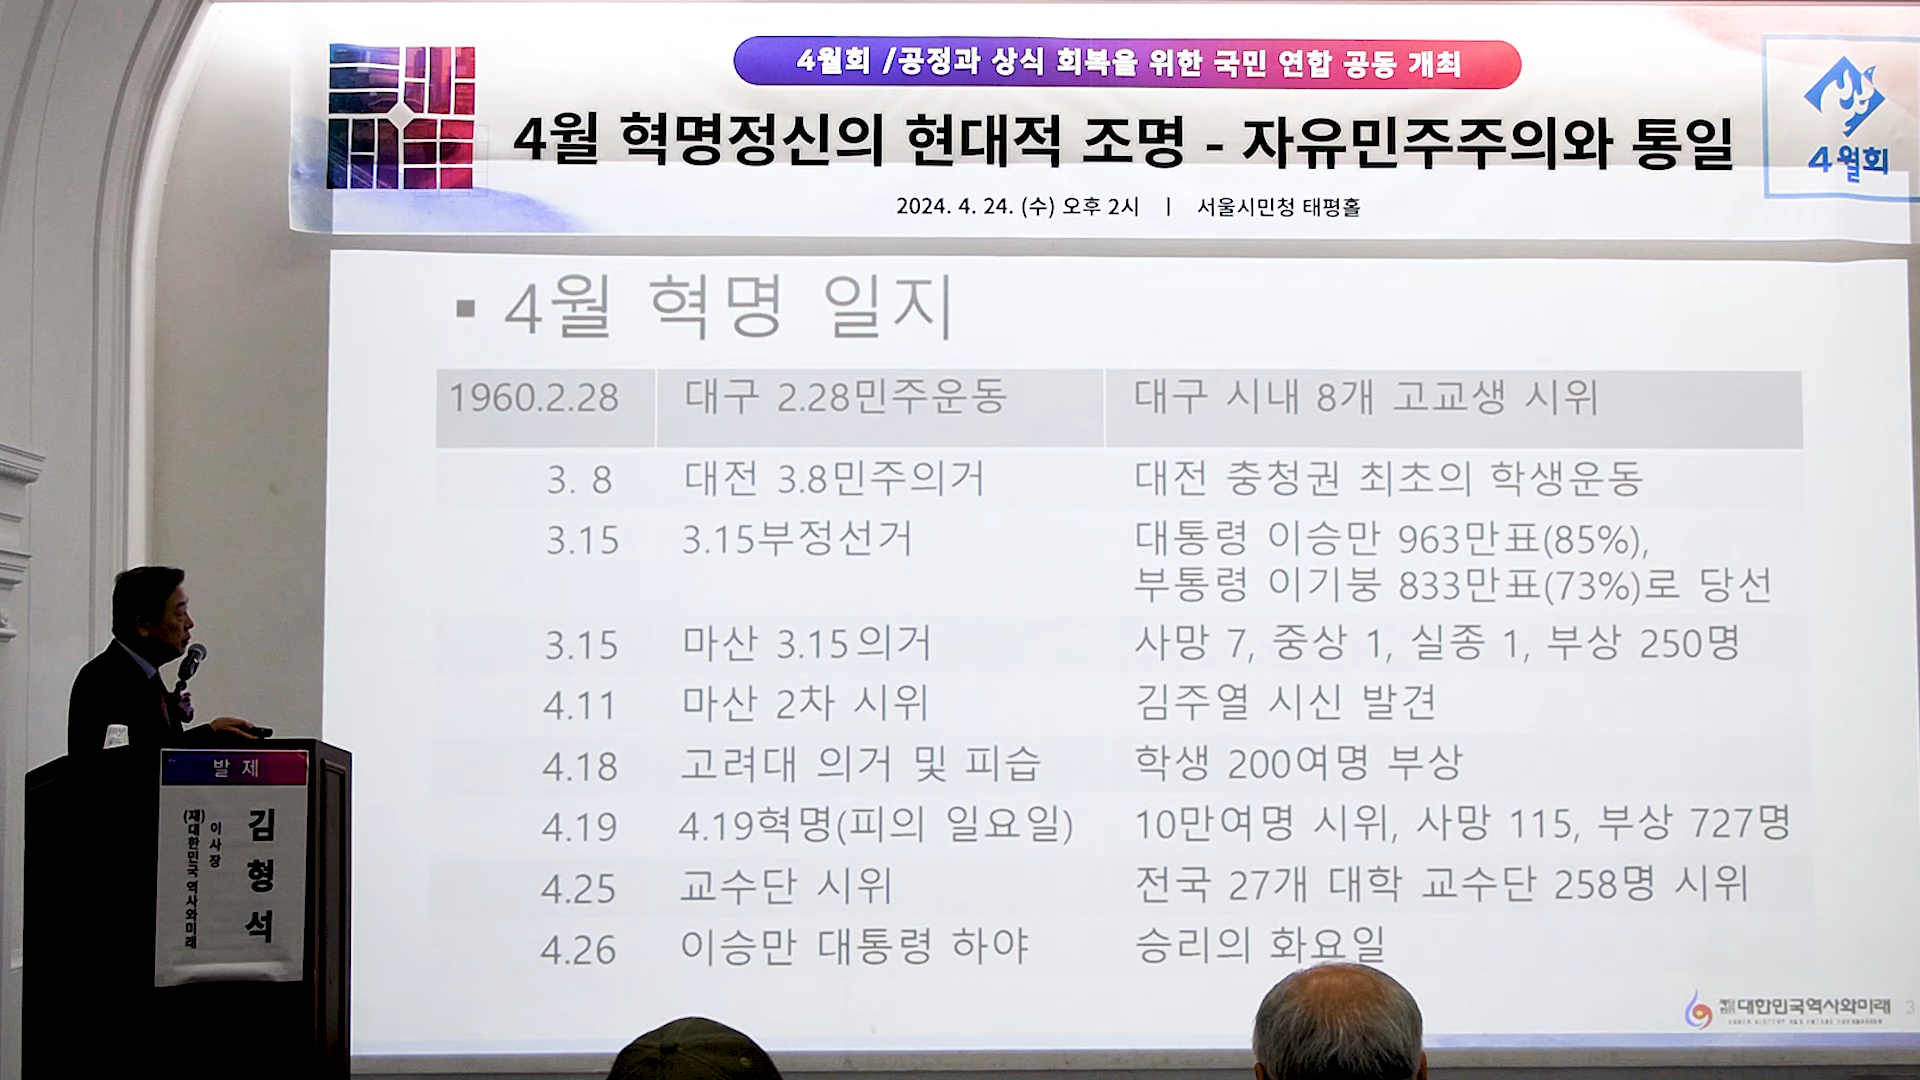 4월회 /공정과 상식 회복을 위한 국민 연합 공동 개최
4월 혁명정신의 현대적 조명 - 자유민주주의와 통일
2024. 4. 24. (수) 오후 2시 | 서울시민청 태평홀
4월회
▪ 4월 혁명 일지
1960.2.28 대구 2.28민주운동 대구 시내 8개 고교생 시위
3. 8 대전 3.8민주의거 대전 충청권 최초의 학생운동
3.15 3.15부정선거 대통령 이승만 963만표(85%),
부통령 이기붕 833만표(73%)로 당선
3.15 마산 3.15의거 사망 7, 중상 1, 실종 1, 부상 250명
4.11 마산 2차 시위 김주열 시신 발견
4.18 고려대 의거 및 피습 학생 200여명 부상
4.19 4.19혁명(피의 일요일) 10만여명 시위, 사망 115, 부상 727명
4.25 교수단 시위 전국 27개 대학 교수단 258명 시위
4.26 이승만 대통령 하야 승리의 화요일
발 제
김형석
이사장
(재)대한민국역사와미래
대한민국역사와미래
3